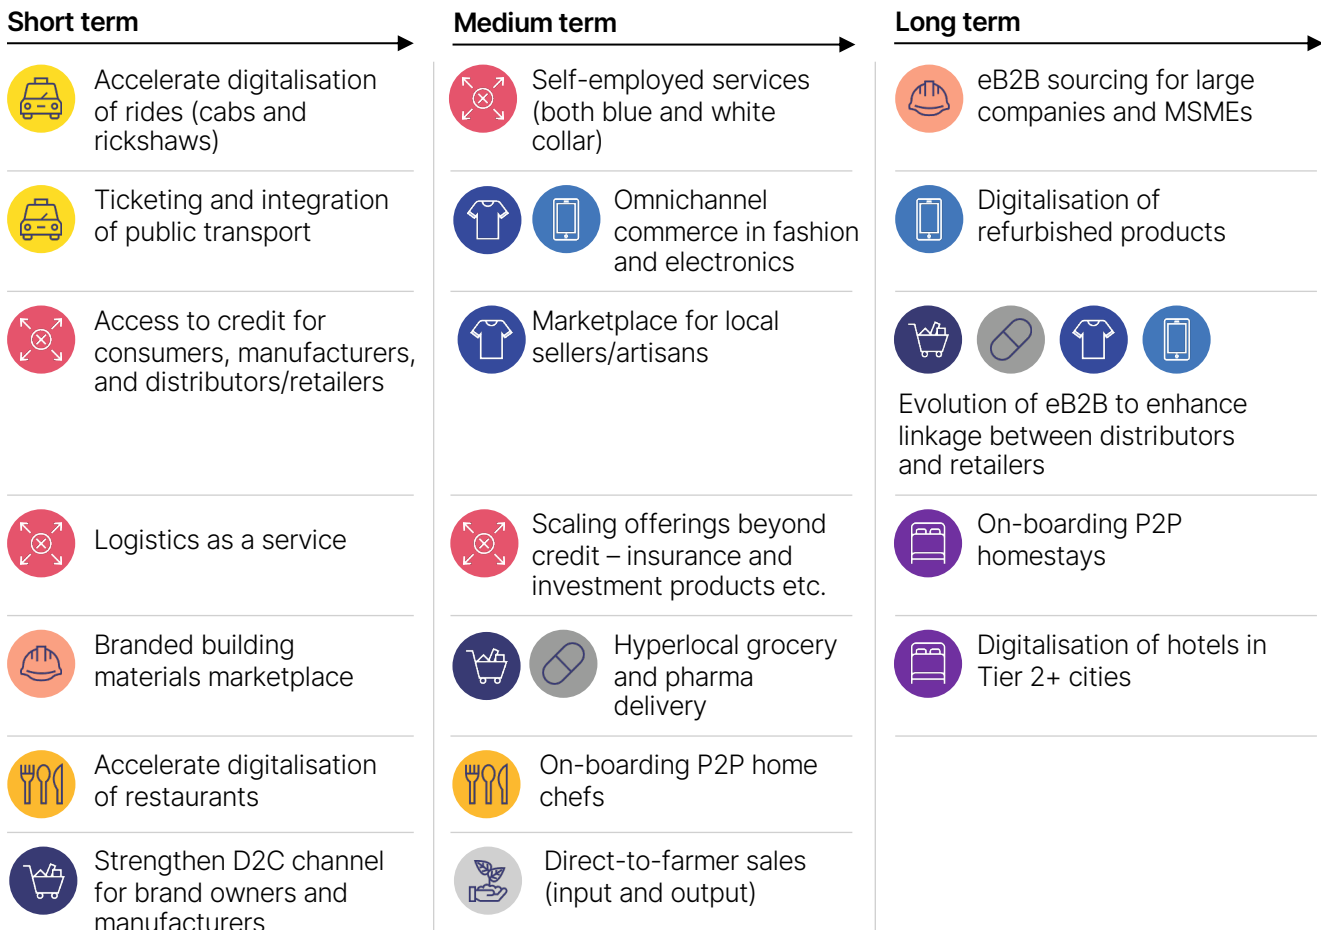 Short term
Accelerate digitalisation
of rides (cabs and
rickshaws)
Ticketing and integration
of public transport
Access to credit for
consumers, manufacturers,
and distributors/retailers
Logistics as a service
Branded building
materials marketplace
Accelerate digitalisation
of restaurants
Strengthen D2C channel
for brand owners and
manufacturers
Medium term
Self-employed services
(both blue and white
collar)
Omnichannel
commerce in fashion
and electronics
Marketplace for local
sellers/artisans
Scaling offerings beyond
credit – insurance and
investment products etc.
Hyperlocal grocery
and pharma
delivery
On-boarding P2P home
chefs
Direct-to-farmer sales
(input and output)
Long term
eB2B sourcing for large
companies and MSMEs
Digitalisation of
refurbished products
Evolution of eB2B to enhance
linkage between distributors
and retailers
On-boarding P2P
homestays
Digitalisation of hotels in
Tier 2+ cities